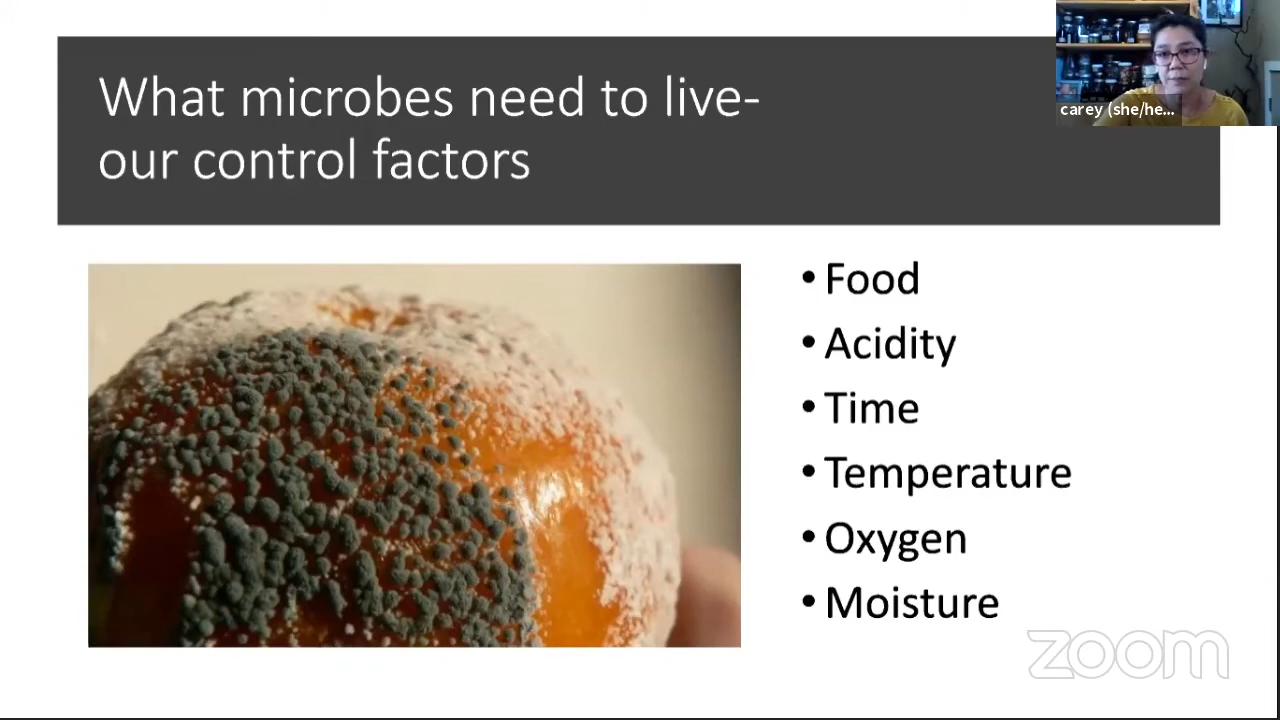 What microbes need to live-
our control factors
carey (she/he...
• Food
• Acidity
• Time
• Temperature
• Oxygen
• Moisture
zoom